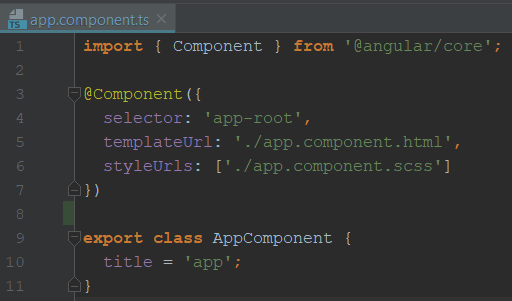 TS app.component.ts ×
1 import { Component } from '@angular/core';
2
3 @Component({
4   selector: 'app-root',
5   templateUrl: './app.component.html',
6   styleUrls: ['./app.component.scss']
7 })
8
9 export class AppComponent {
10   title = 'app';
11 }